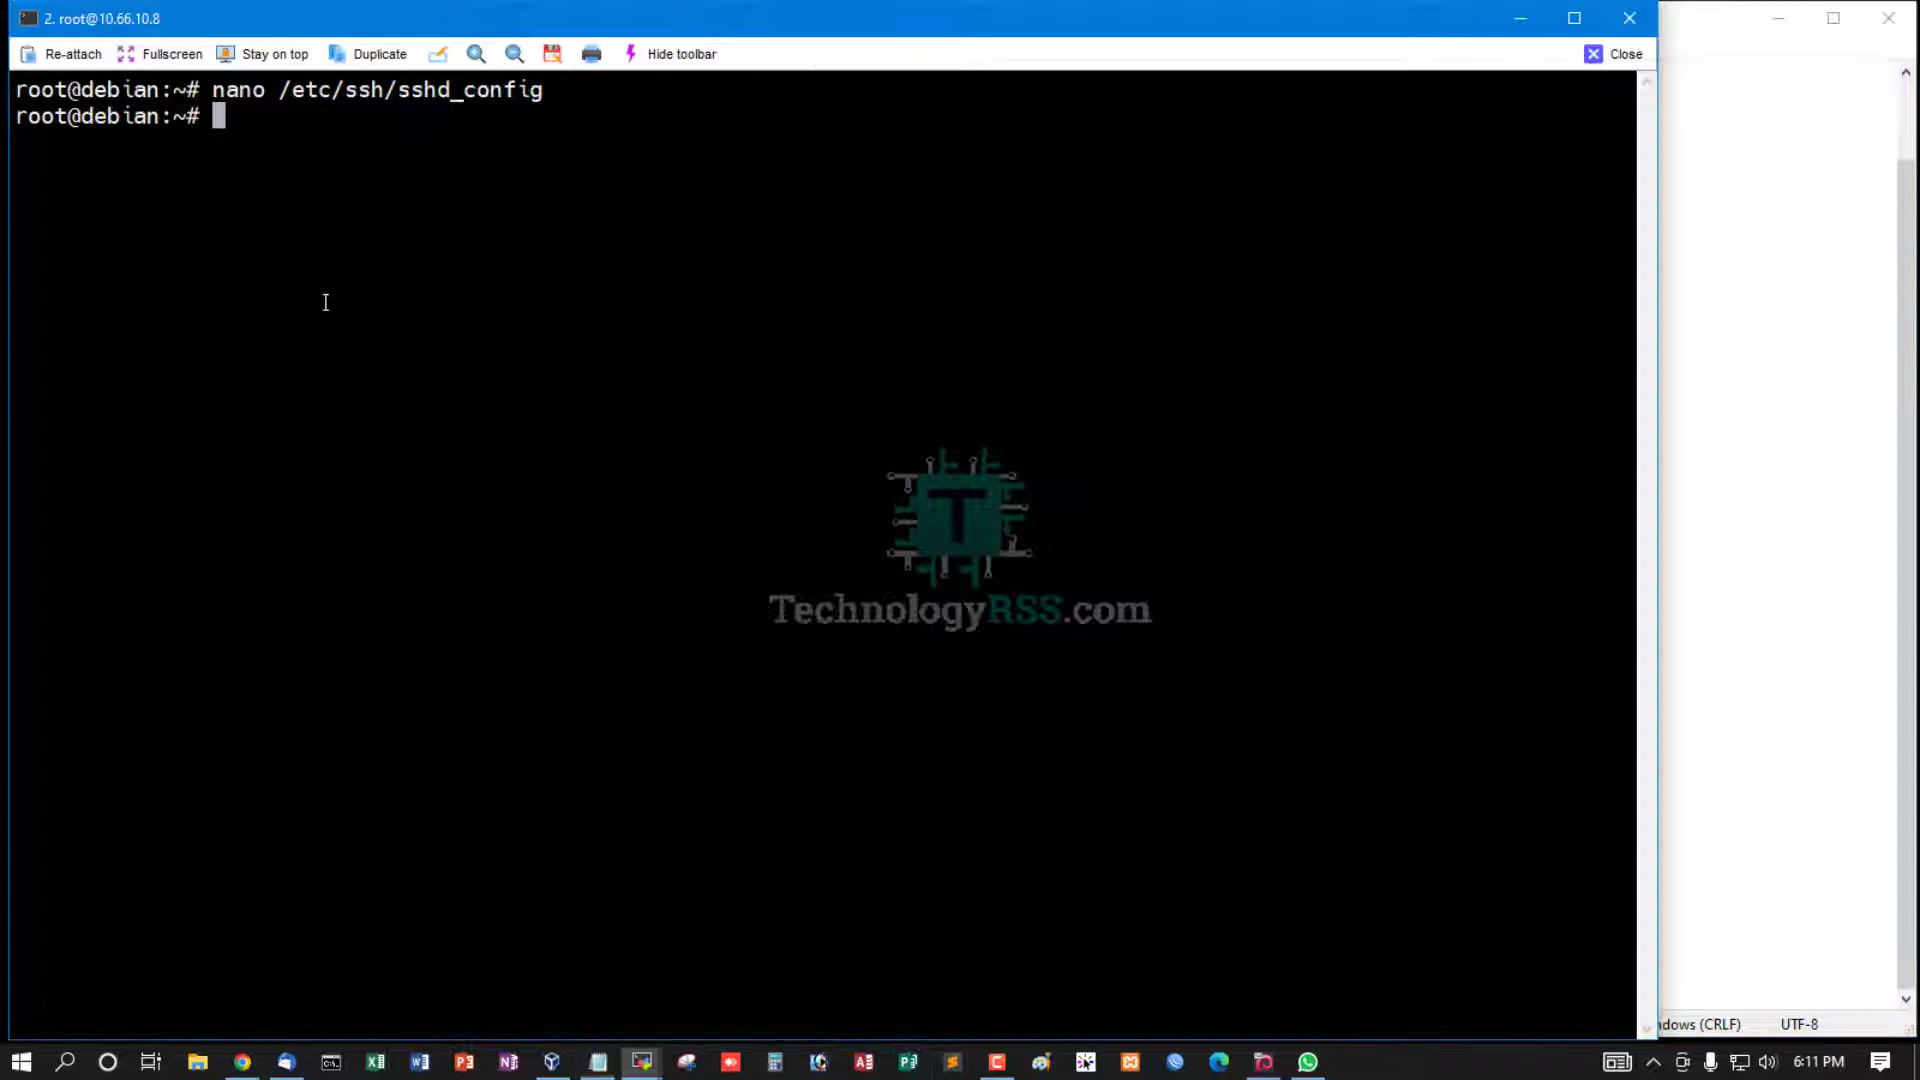 2. root@10.66.10.8
Re-attach Fullscreen Stay on top Duplicate Hide toolbar Close
root@debian:~# nano /etc/ssh/sshd_config
root@debian:~#
T
TechnologyRSS.com
dows (CRLF) UTF-8
6:11 PM